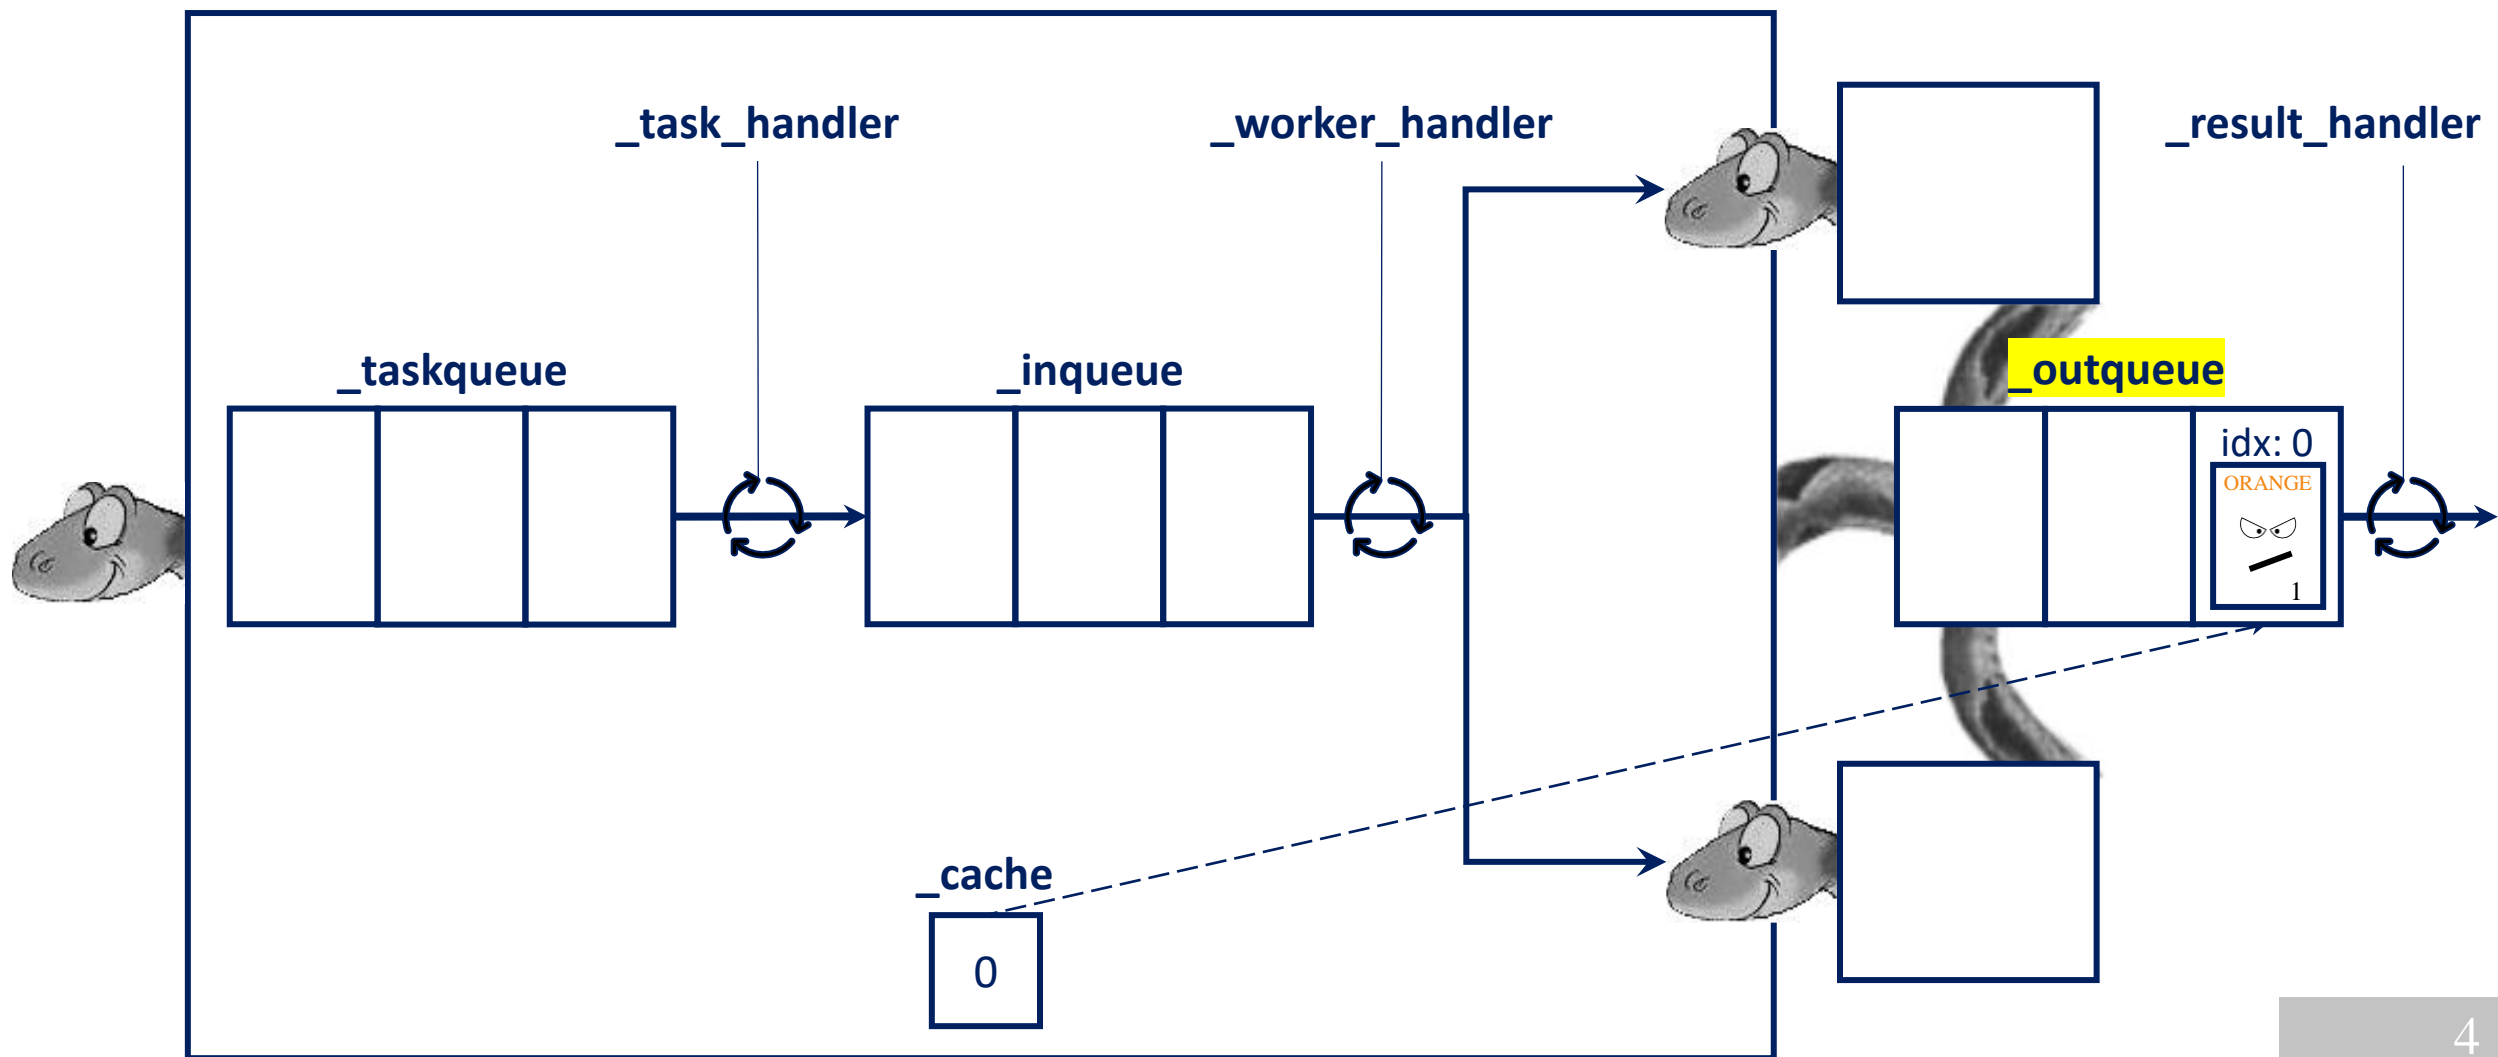 _task_handler
_worker_handler
_result_handler
_taskqueue
_inqueue
_outqueue
idx: 0
ORANGE
1
_cache
0
4